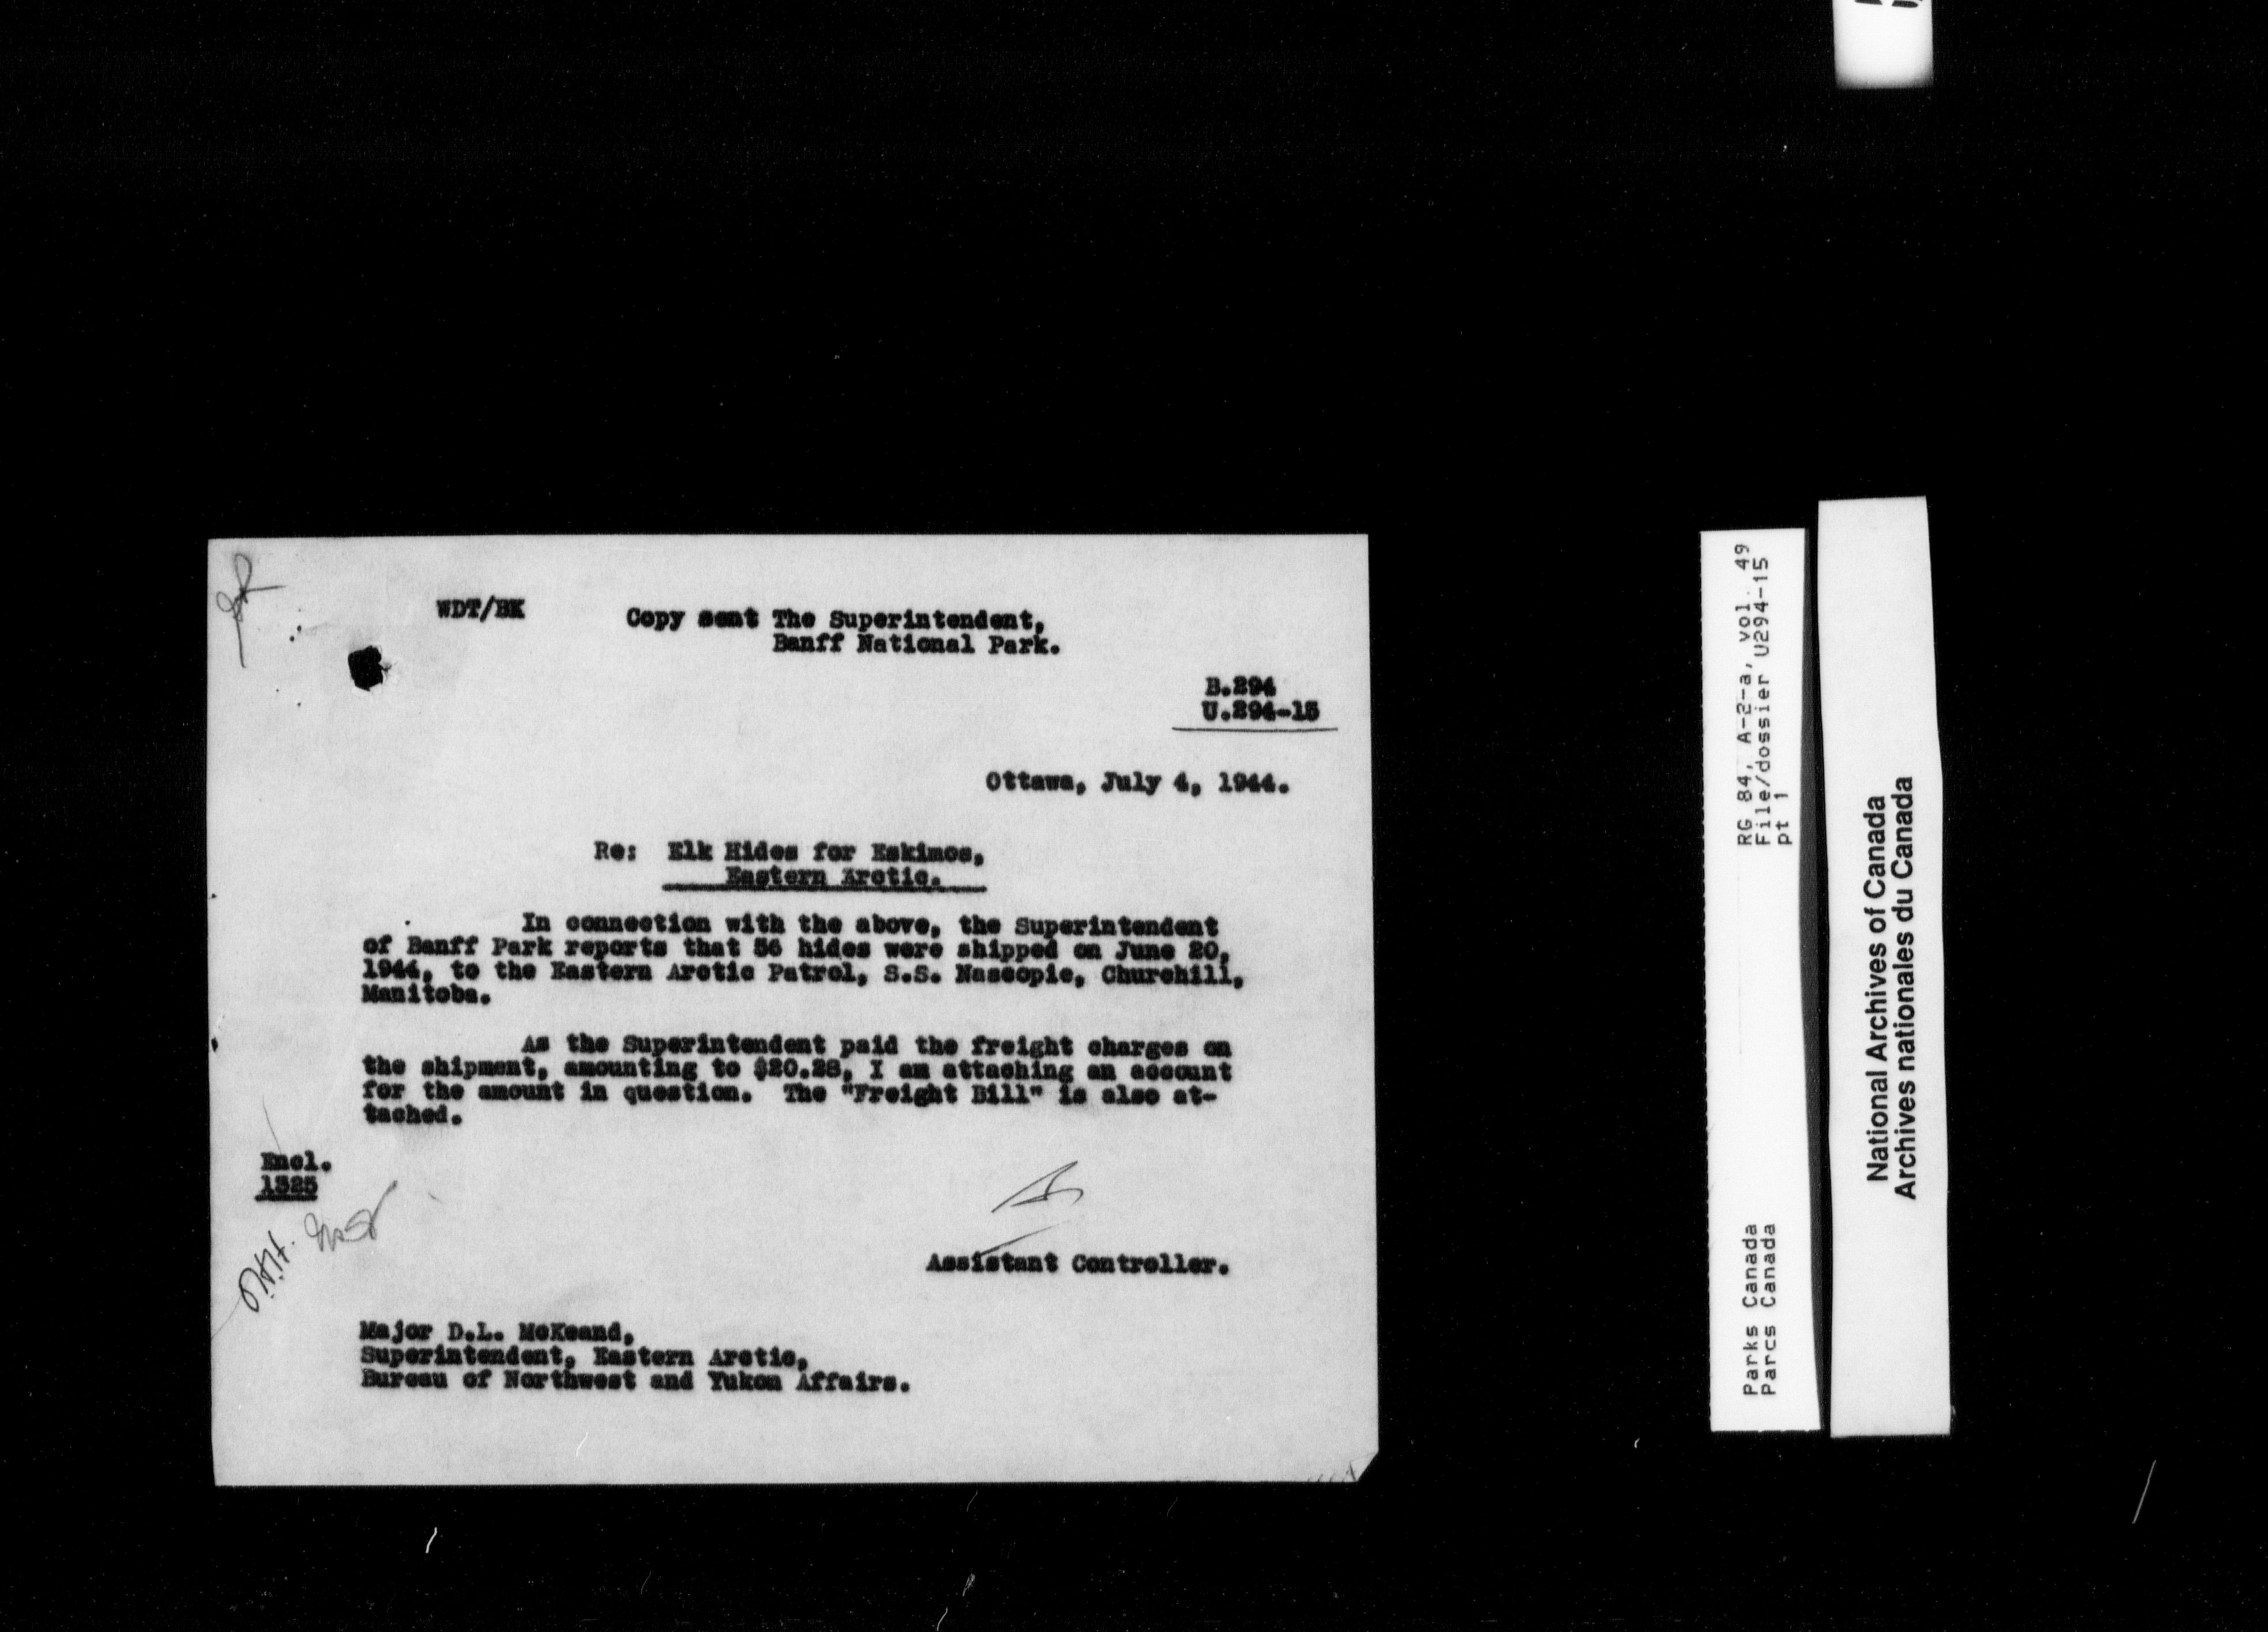 WDT/BK
Copy sent The Superintendent,
Banff National Park.
B.294
U.294-15
Ottawa, July 4, 1944.
Re: Elk Hides for Eskimos,
Eastern Arctic.
In connection with the above, the Superintendent
of Banff Park reports that 56 hides were shipped on June 20,
1944, to the Eastern Arctic Patrol, S.S. Nascopie, Churchill,
Manitoba.
As the Superintendent paid the freight charges on
the shipment, amounting to $20.28, I am attaching an account
for the amount in question. The "Freight Bill" is also at-
tached.
Encl.
1325
Assistant Controller.
Major D.L. McKeand,
Superintendent, Eastern Arctic,
Bureau of Northwest and Yukon Affairs.
RG 84, A-2-a, vol. 49
File/dossier U294-15
pt 1
Parks Canada
Parcs Canada
National Archives of Canada
Archives nationales du Canada